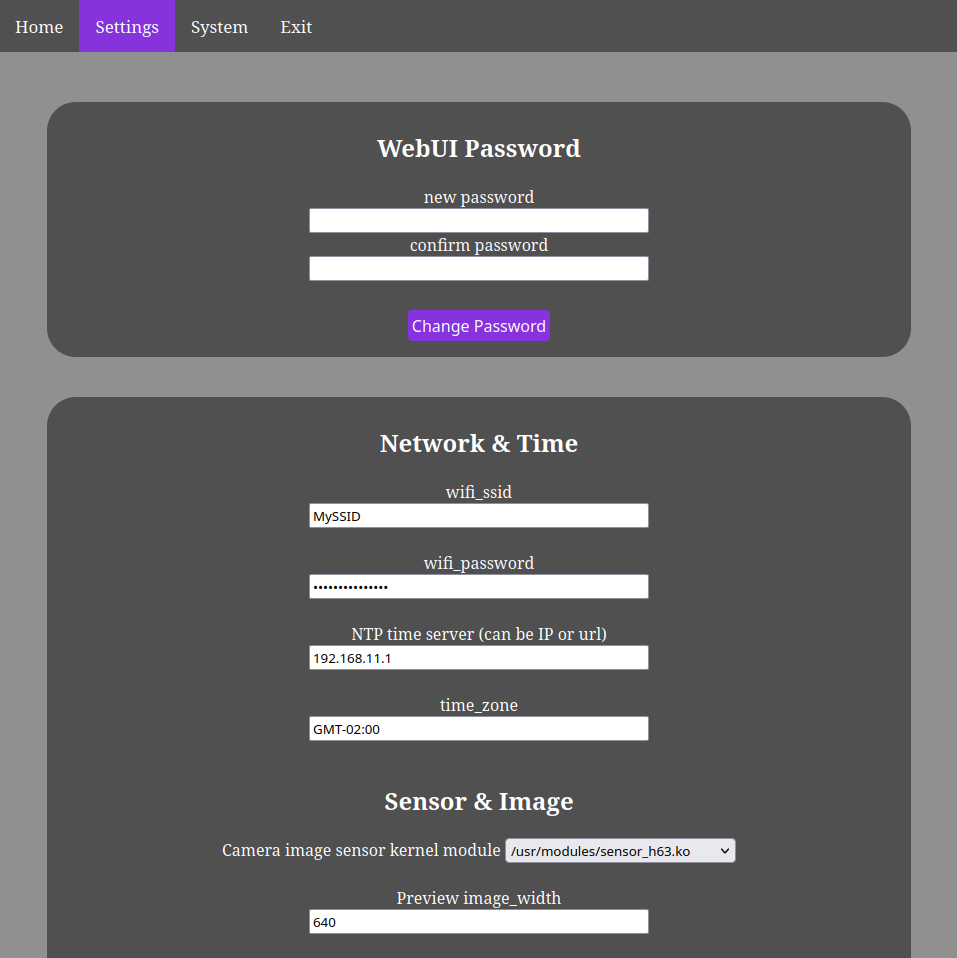 Home Settings System Exit
WebUI Password
new password
confirm password
Change Password
Network & Time
wifi_ssid
MySSID
wifi_password
•••••••••••••••
NTP time server (can be IP or url)
192.168.11.1
time_zone
GMT-02:00
Sensor & Image
Camera image sensor kernel module /usr/modules/sensor_h63.ko
Preview image_width
640